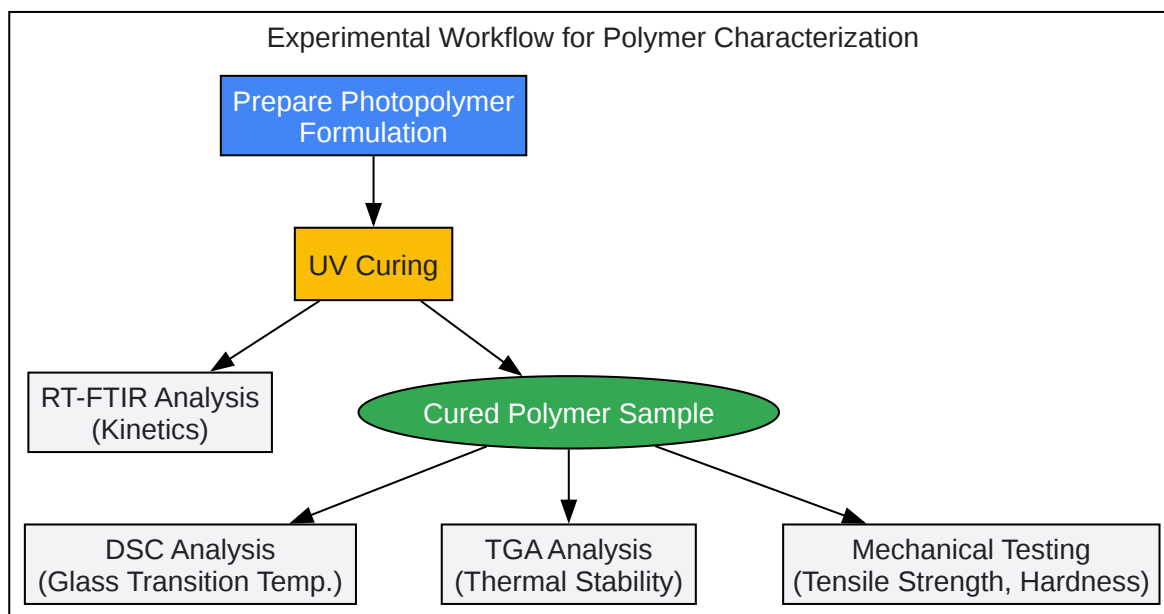 Experimental Workflow for Polymer Characterization
Prepare Photopolymer
Formulation
UV Curing
RT-FTIR Analysis
(Kinetics)
Cured Polymer Sample
DSC Analysis
(Glass Transition Temp.)
TGA Analysis
(Thermal Stability)
Mechanical Testing
(Tensile Strength, Hardness)